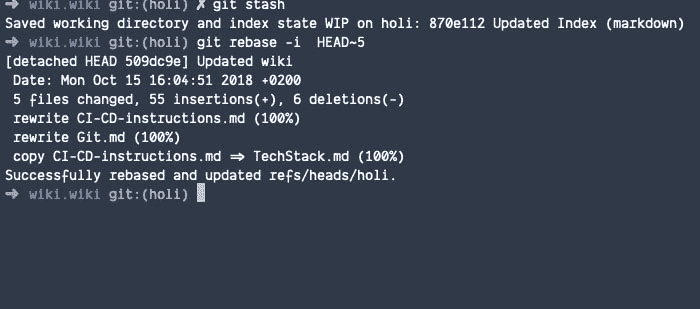 ➜ wiki.wiki git:(holi) ✗ git stash
Saved working directory and index state WIP on holi: 870e112 Updated Index (markdown)
➜ wiki.wiki git:(holi) git rebase -i  HEAD~5
[detached HEAD 509dc9e] Updated wiki
 Date: Mon Oct 15 16:04:51 2018 +0200
 5 files changed, 55 insertions(+), 6 deletions(-)
 rewrite CI-CD-instructions.md (100%)
 rewrite Git.md (100%)
 copy CI-CD-instructions.md => TechStack.md (100%)
Successfully rebased and updated refs/heads/holi.
➜ wiki.wiki git:(holi)